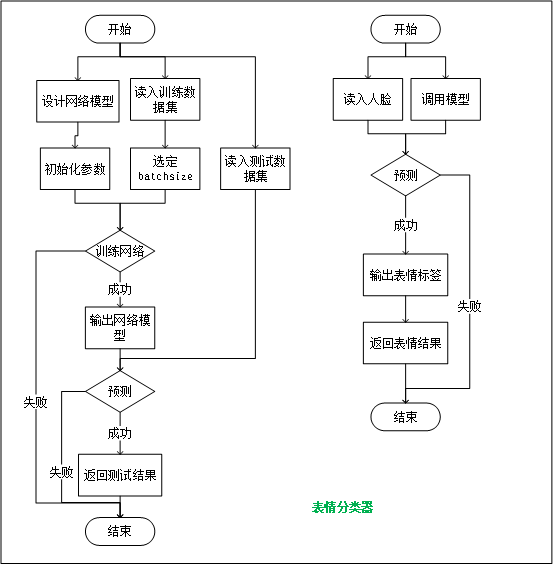 开始
设计网络模型
读入训练数
据集
初始化参数
选定
batchsize
读入测试数
据集
训练网络
成功
输出网络模
型
预测
失败
成功
失败
返回测试结果
结束
开始
读入人脸
调用模型
预测
成功
输出表情标签
失败
返回表情结果
结束
表情分类器